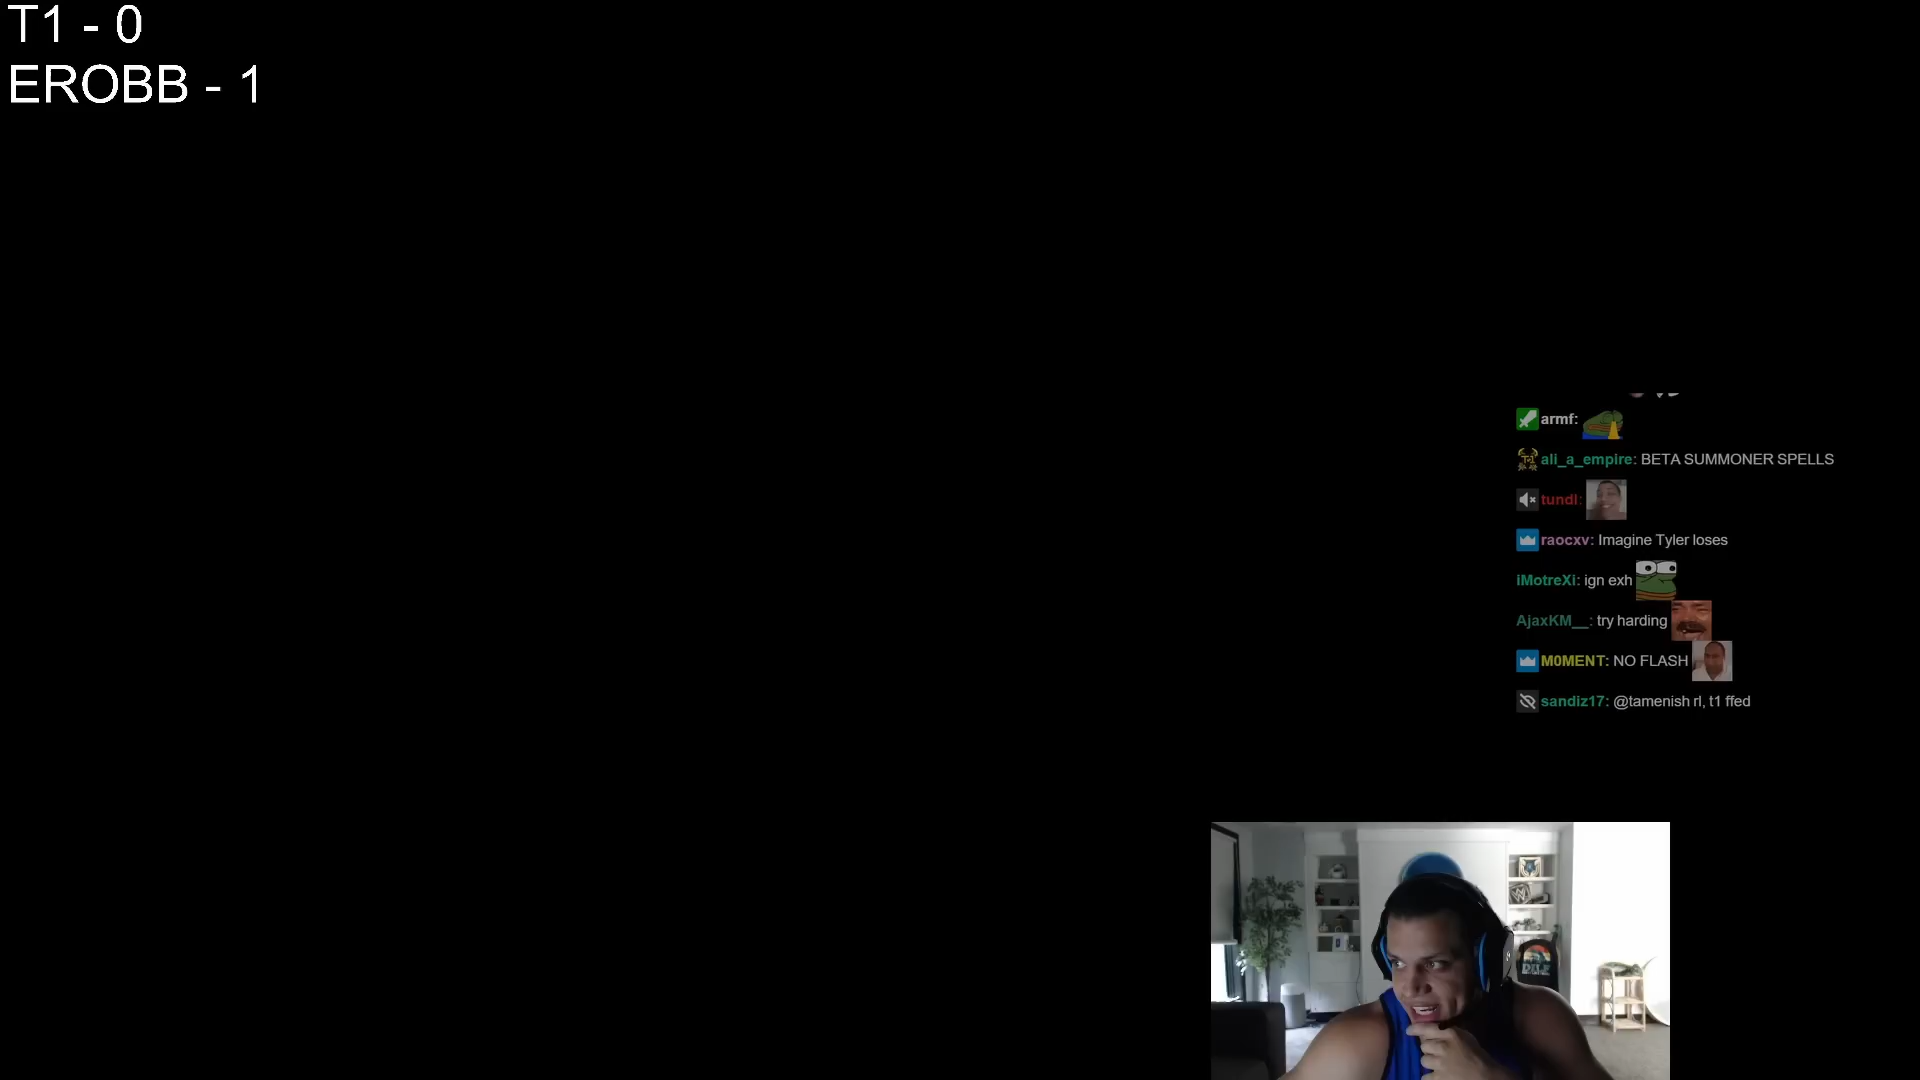 T1 - 0
EROBB - 1
armf:
ali_a_empire: BETA SUMMONER SPELLS
tundl:
raocxv: Imagine Tyler loses
iMotreXi: ign exh
AjaxKM__: try harding
M0MENT: NO FLASH
sandiz17: @tamenish rl, t1 ffed
DILF